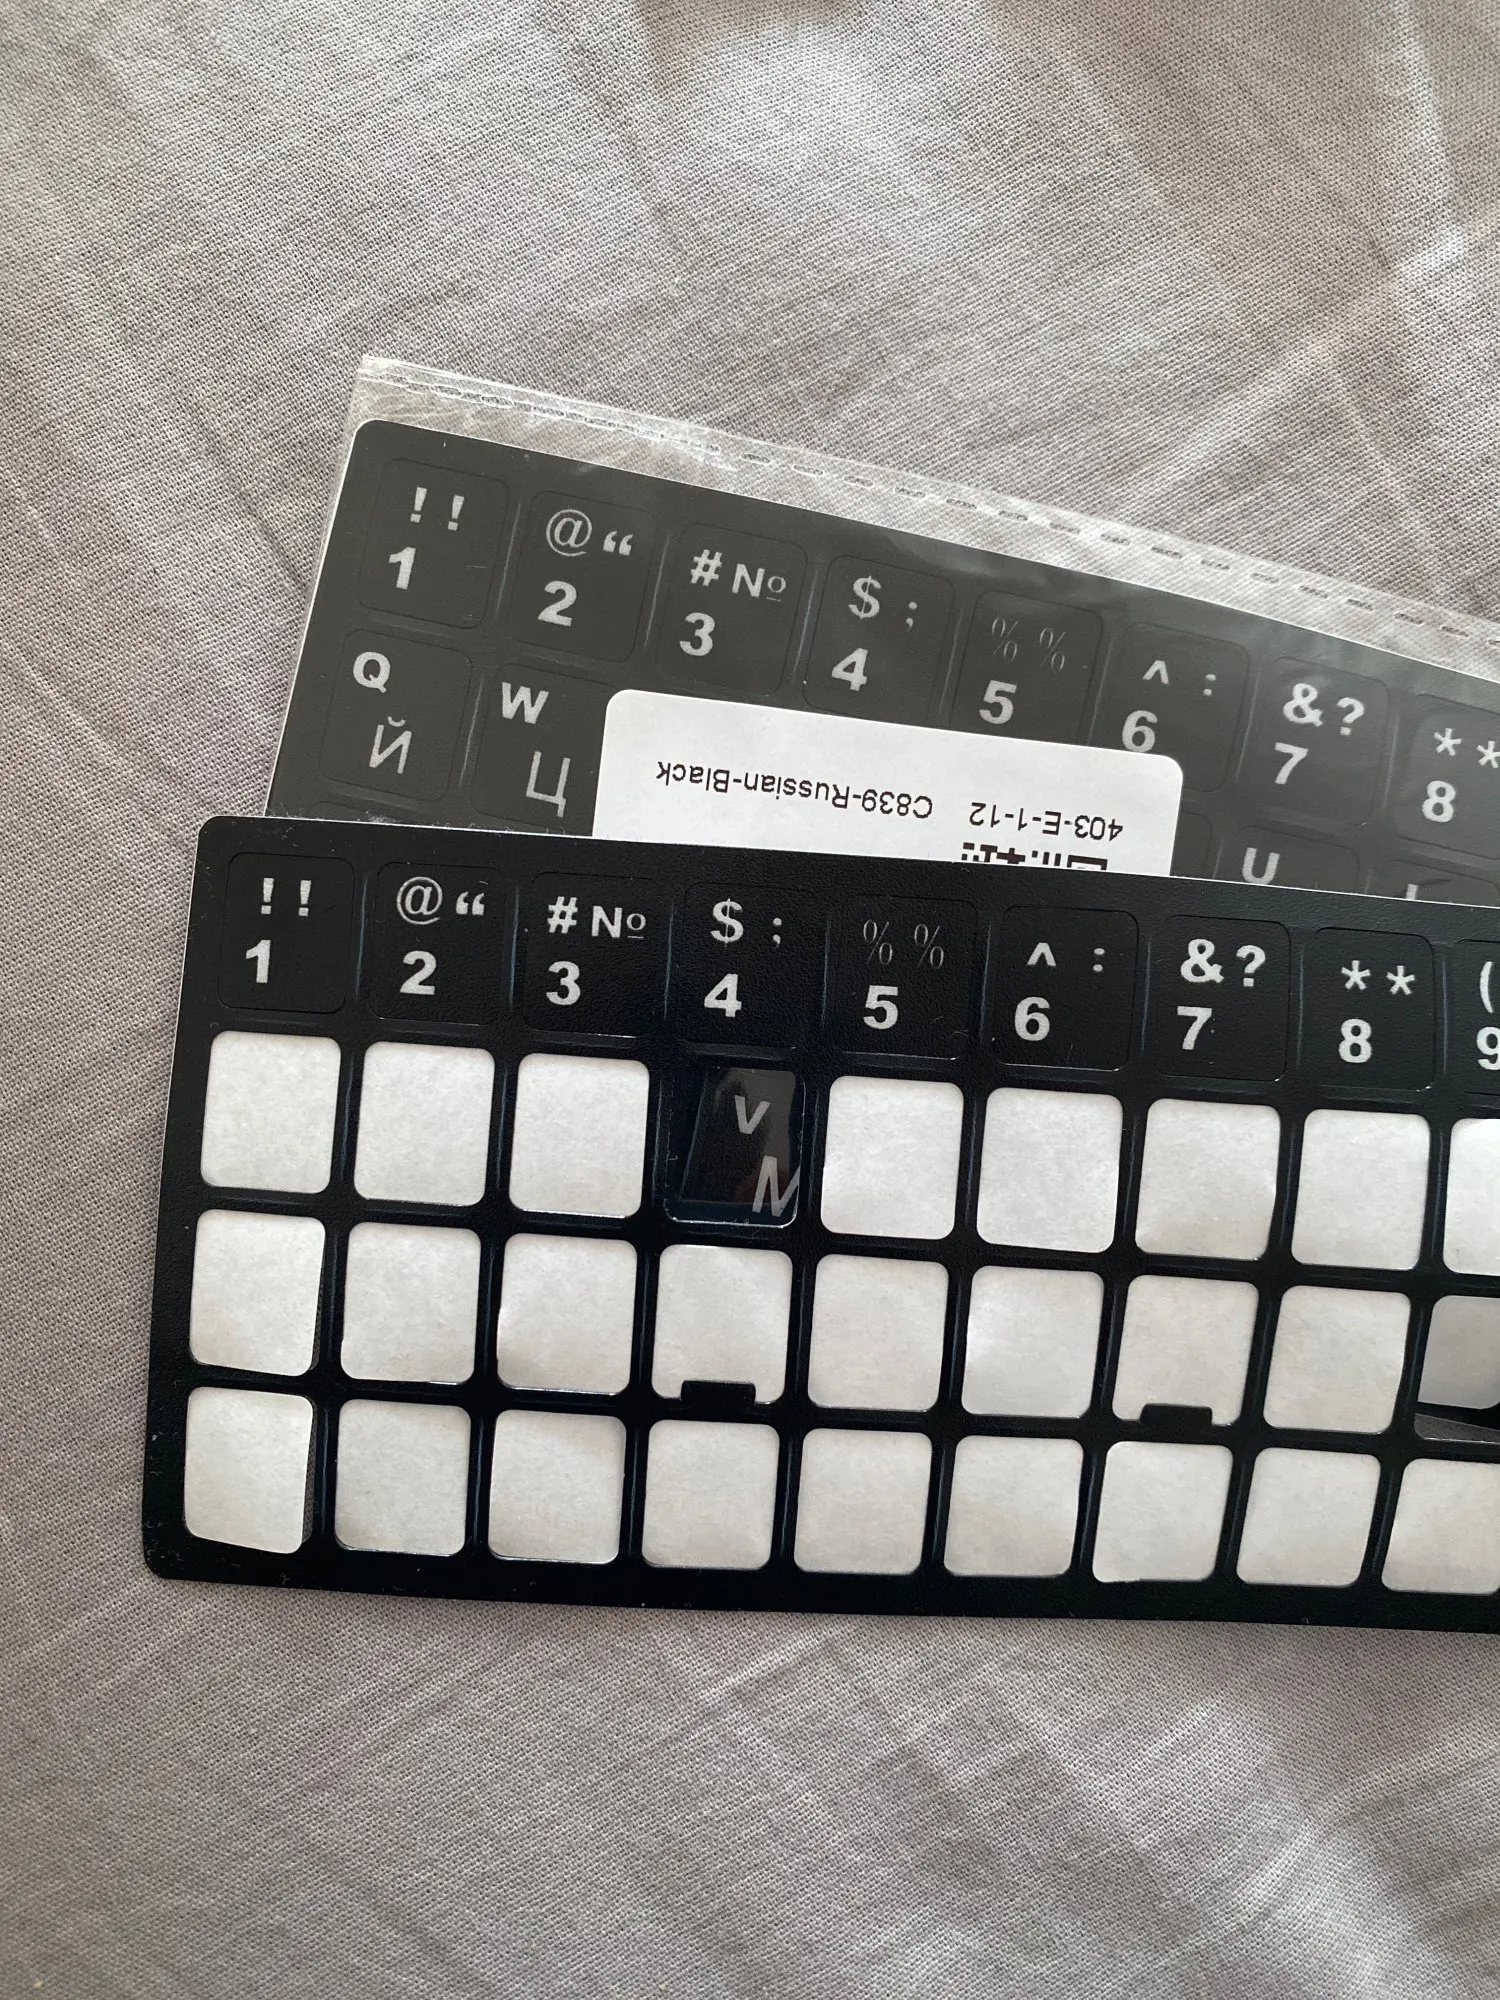 ! ! @ “ # № $ ; % % ^ : & ? * *
1 2 3 4 5 6 7 8
Q W U
Й Ц
403-E-1-12 C839-Russian-Black
! ! @ “ # № $ ; % % ^ : & ? * * (
1 2 3 4 5 6 7 8 9
V
M